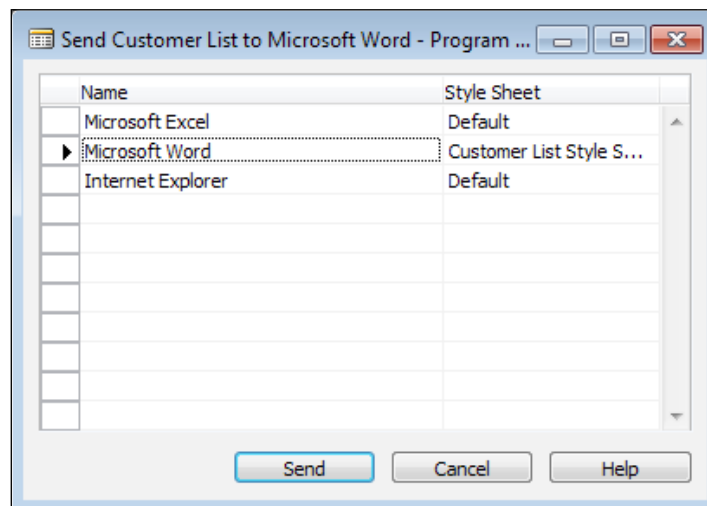 Send Customer List to Microsoft Word - Program ...
Name Style Sheet
Microsoft Excel Default
Microsoft Word Customer List Style S...
Internet Explorer Default
Send Cancel Help